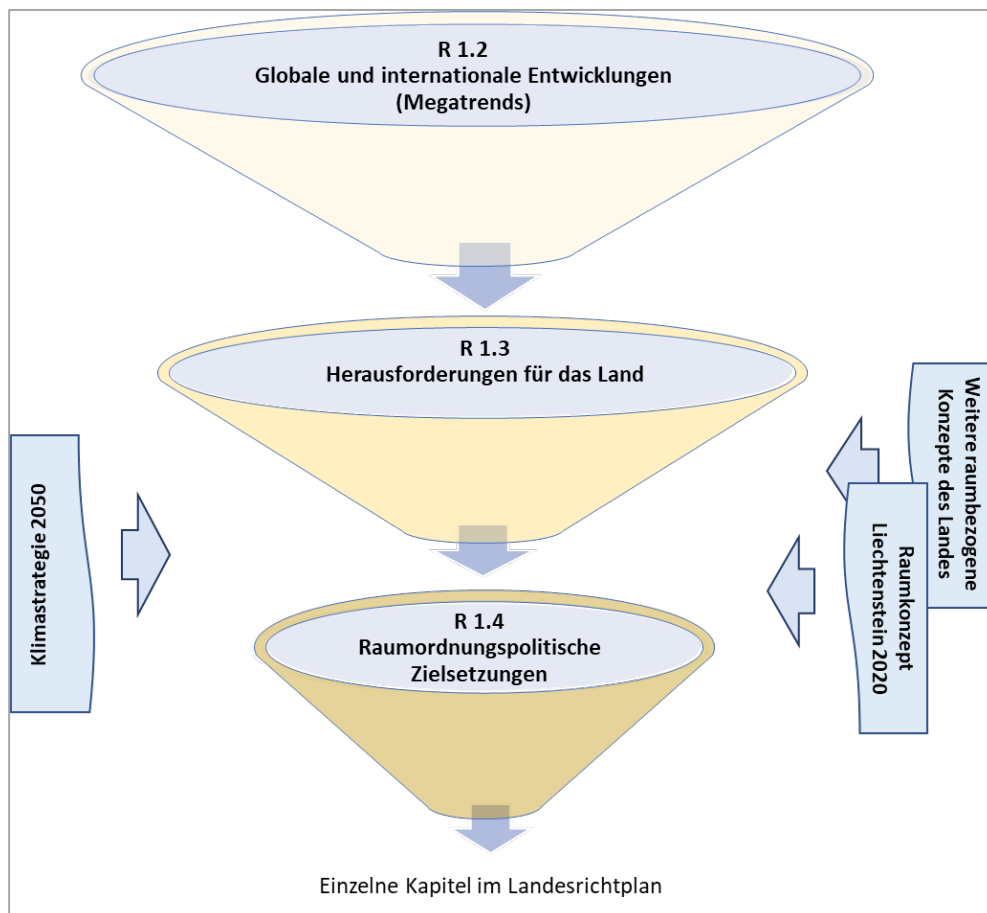 R 1.2
Globale und internationale Entwicklungen
(Megatrends)
R 1.3
Herausforderungen für das Land
Klimastrategie 2050
Weitere raumbezogene
Konzepte des Landes
Raumkonzept
Liechtenstein 2020
R 1.4
Raumordnungspolitische
Zielsetzungen
Einzelne Kapitel im Landesrichtplan